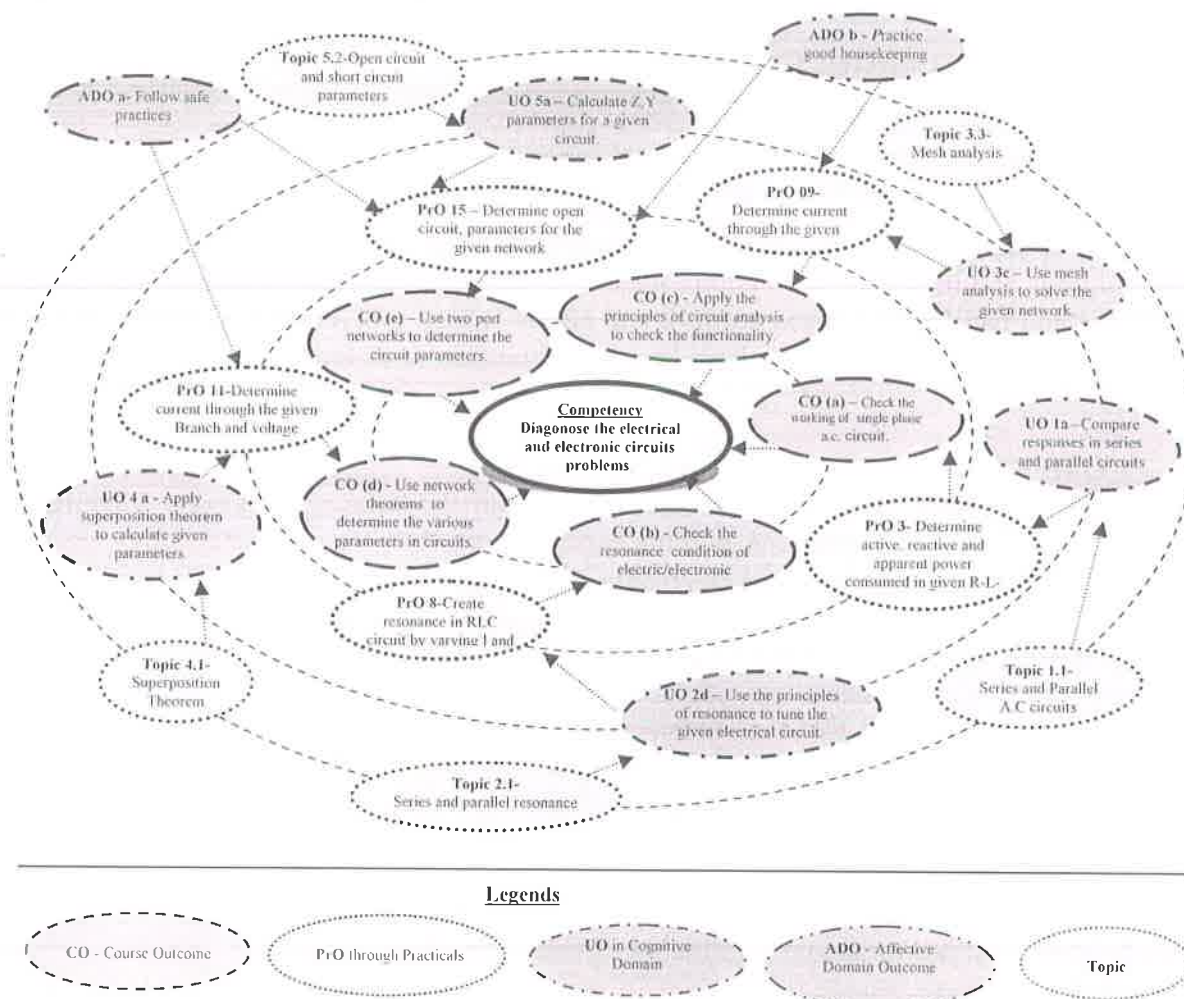 ADO b - Practice
good housekeeping
Topic 5.2-Open circuit
and short circuit
parameters
ADO a- Follow safe
practices
UO 5a – Calculate Z,Y
parameters for a given
circuit.
Topic 3.3-
Mesh analysis
PrO 15 – Determine open
circuit, parameters for the
given network
PrO 09-
Determine current
through the given
UO 3c – Use mesh
analysis to solve the
given network
CO (e) – Use two port
networks to determine the
circuit parameters.
CO (c) - Apply the
principles of circuit analysis
to check the functionality
PrO 11-Determine
current through the given
Branch and voltage
Competency
Diagonose the electrical
and electronic circuits
problems
CO (a) – Check the
working of single phase
a.c. circuit.
UO 1a –Compare
responses in series
and parallel circuits
UO 4 a - Apply
superposition theorem
to calculate given
parameters.
CO (d) - Use network
theorems to
determine the various
parameters in circuits
CO (b) - Check the
resonance condition of
electric/electronic
PrO 3- Determine
active, reactive and
apparent power
consumed in given R-L-
PrO 8-Create
resonance in RLC
circuit by varying and
Topic 4.1-
Superposition
Theorem
UO 2d – Use the principles
of resonance to tune the
given electrical circuit
Topic 1.1-
Series and Parallel
A.C circuits
Topic 2.1-
Series and parallel resonance
Legends
CO - Course Outcome
PrO through Practicals
UO in Cognitive
Domain
ADO - Affective
Domain Outcome
Topic